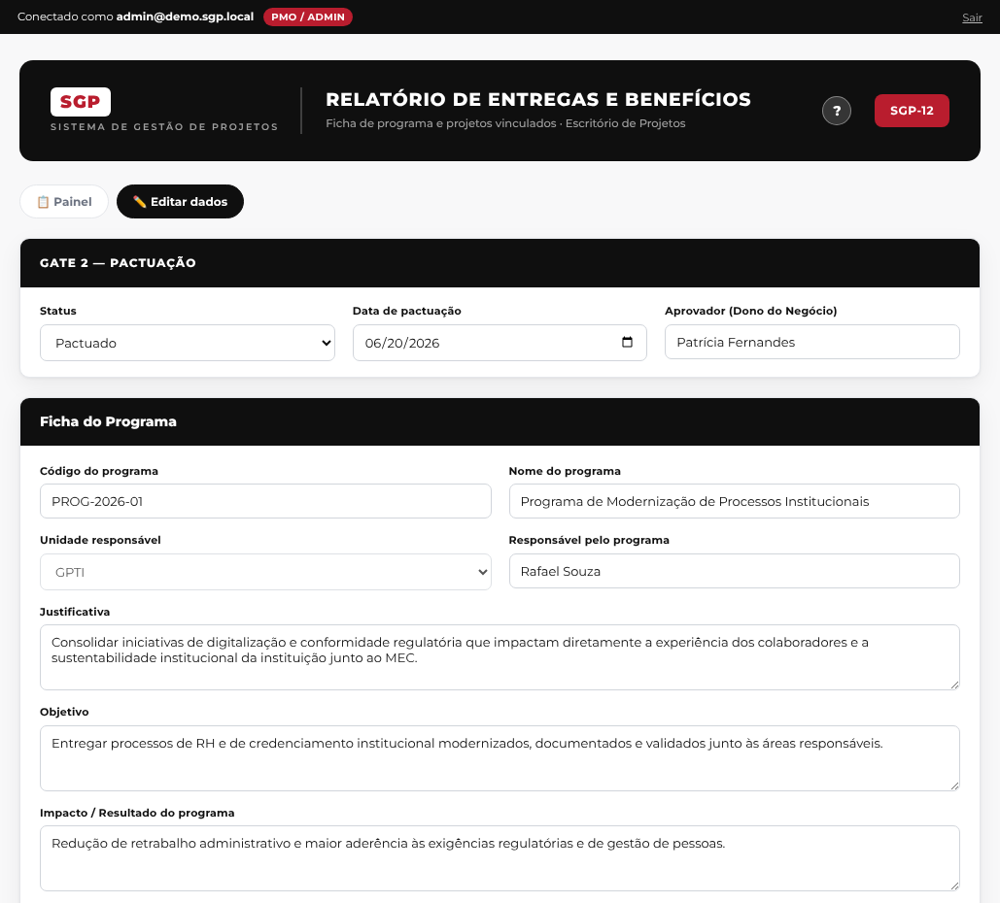 Conectado como admin@demo.sgp.local PMO / ADMIN Sair
SGP
SISTEMA DE GESTÃO DE PROJETOS
RELATÓRIO DE ENTREGAS E BENEFÍCIOS
Ficha de programa e projetos vinculados · Escritório de Projetos
?
SGP-12
📋 Painel
✏️ Editar dados
GATE 2 — PACTUAÇÃO
Status
Pactuado
Data de pactuação
06/20/2026
Aprovador (Dono do Negócio)
Patrícia Fernandes
Ficha do Programa
Código do programa
PROG-2026-01
Nome do programa
Programa de Modernização de Processos Institucionais
Unidade responsável
GPTI
Responsável pelo programa
Rafael Souza
Justificativa
Consolidar iniciativas de digitalização e conformidade regulatória que impactam diretamente a experiência dos colaboradores e a
sustentabilidade institucional da instituição junto ao MEC.
Objetivo
Entregar processos de RH e de credenciamento institucional modernizados, documentados e validados junto às áreas responsáveis.
Impacto / Resultado do programa
Redução de retrabalho administrativo e maior aderência às exigências regulatórias e de gestão de pessoas.